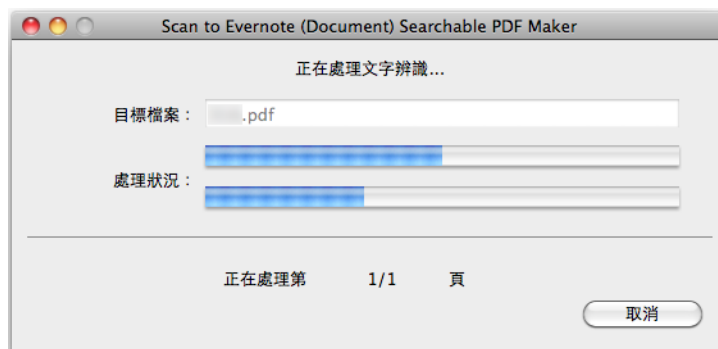 Scan to Evernote (Document) Searchable PDF Maker
正在處理文字辨識...
目標檔案：
.pdf
處理狀況：
正在處理第 1/1 頁
取消